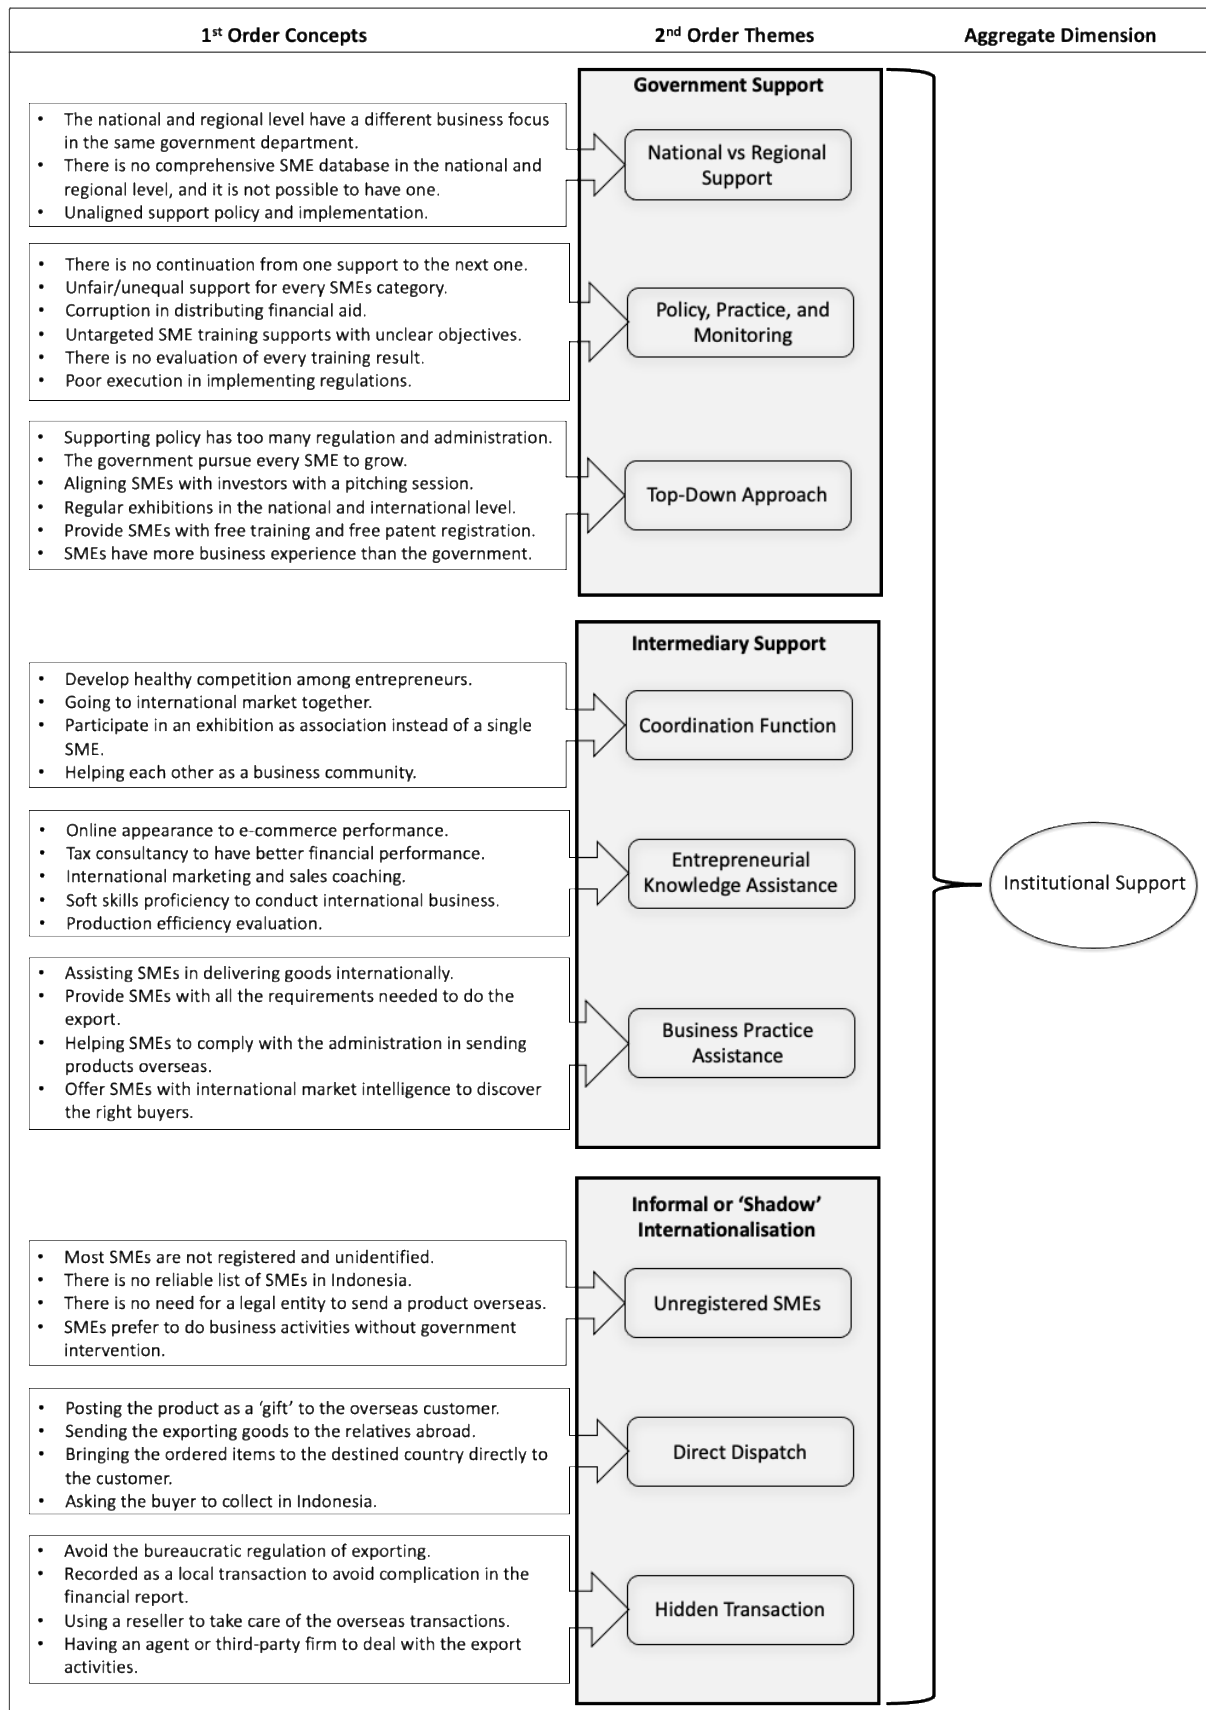 1st Order Concepts
2nd Order Themes
Aggregate Dimension
Government Support
• The national and regional level have a different business focus
in the same government department.
• There is no comprehensive SME database in the national and
regional level, and it is not possible to have one.
• Unaligned support policy and implementation.
National vs Regional
Support
• There is no continuation from one support to the next one.
• Unfair/unequal support for every SMEs category.
• Corruption in distributing financial aid.
• Untargeted SME training supports with unclear objectives.
• There is no evaluation of every training result.
• Poor execution in implementing regulations.
Policy, Practice, and
Monitoring
• Supporting policy has too many regulation and administration.
• The government pursue every SME to grow.
• Aligning SMEs with investors with a pitching session.
• Regular exhibitions in the national and international level.
• Provide SMEs with free training and free patent registration.
• SMEs have more business experience than the government.
Top-Down Approach
Intermediary Support
• Develop healthy competition among entrepreneurs.
• Going to international market together.
• Participate in an exhibition as association instead of a single
SME.
• Helping each other as a business community.
Coordination Function
• Online appearance to e-commerce performance.
• Tax consultancy to have better financial performance.
• International marketing and sales coaching.
• Soft skills proficiency to conduct international business.
• Production efficiency evaluation.
Entrepreneurial
Knowledge Assistance
Institutional Support
• Assisting SMEs in delivering goods internationally.
• Provide SMEs with all the requirements needed to do the
export.
• Helping SMEs to comply with the administration in sending
products overseas.
• Offer SMEs with international market intelligence to discover
the right buyers.
Business Practice
Assistance
Informal or ‘Shadow’
Internationalisation
• Most SMEs are not registered and unidentified.
• There is no reliable list of SMEs in Indonesia.
• There is no need for a legal entity to send a product overseas.
• SMEs prefer to do business activities without government
intervention.
Unregistered SMEs
• Posting the product as a ‘gift’ to the overseas customer.
• Sending the exporting goods to the relatives abroad.
• Bringing the ordered items to the destined country directly to
the customer.
• Asking the buyer to collect in Indonesia.
Direct Dispatch
• Avoid the bureaucratic regulation of exporting.
• Recorded as a local transaction to avoid complication in the
financial report.
• Using a reseller to take care of the overseas transactions.
• Having an agent or third-party firm to deal with the export
activities.
Hidden Transaction